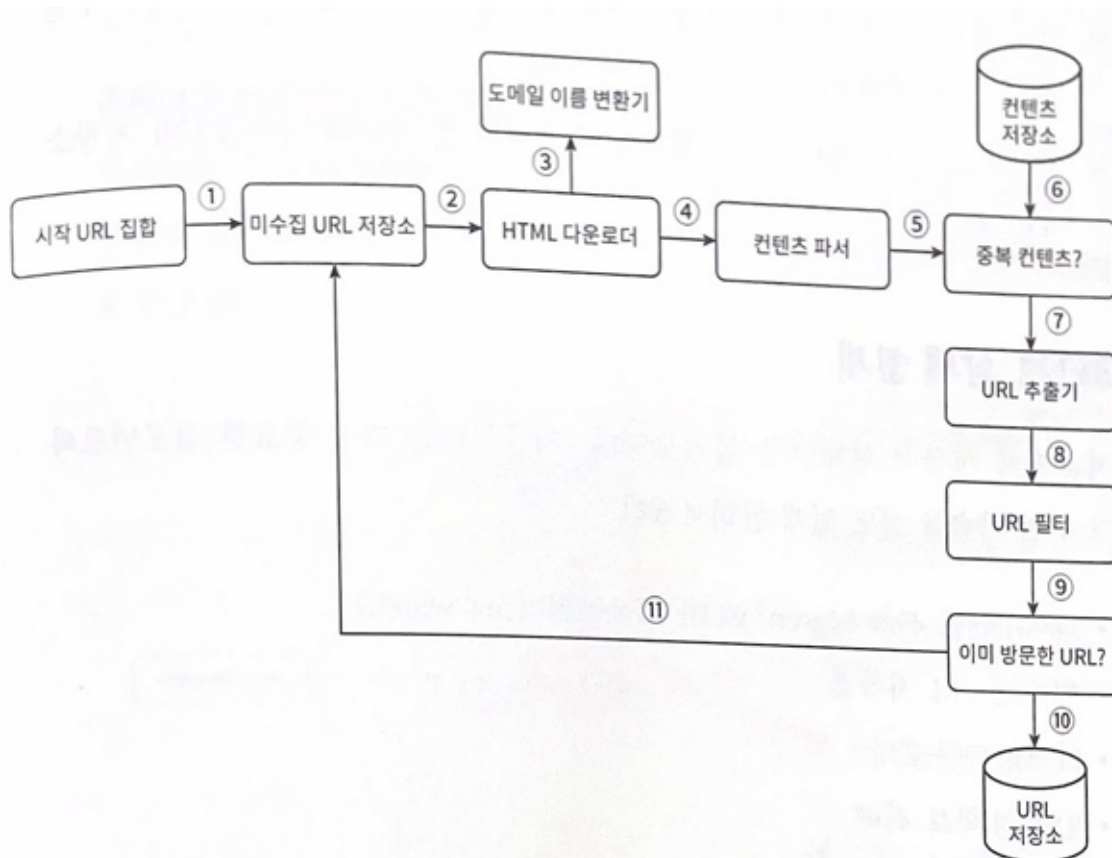 도메일 이름 변환기
컨텐츠
저장소
③
⑥
①
②
④
⑤
시작 URL 집합
미수집 URL 저장소
HTML 다운로더
컨텐츠 파서
중복 컨텐츠?
⑦
URL 추출기
⑧
URL 필터
⑨
⑪
이미 방문한 URL?
⑩
URL
저장소